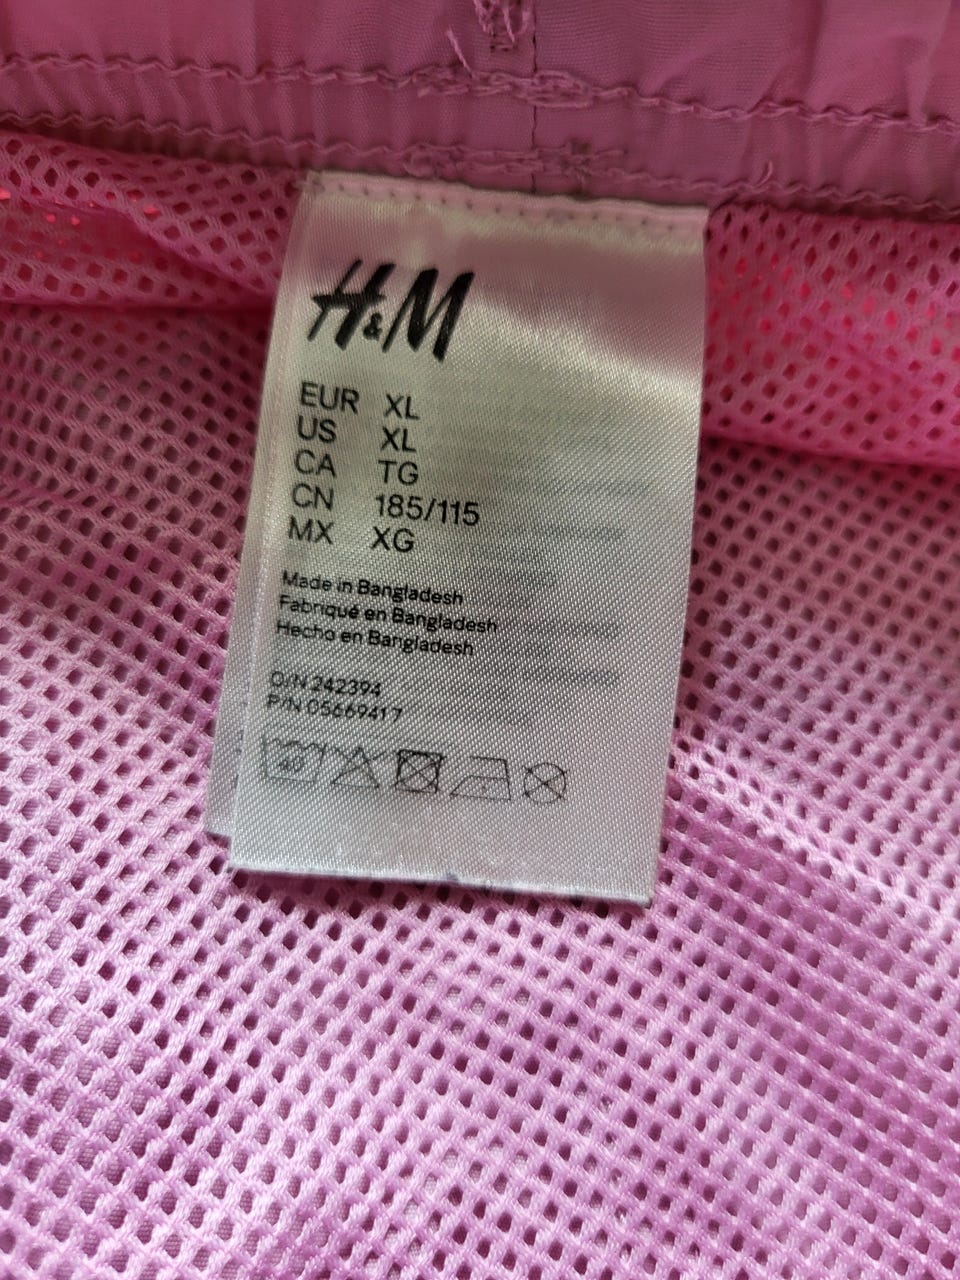 H&M
EUR XL
US XL
CA TG
CN 185/115
MX XG
Made in Bangladesh
Fabriqué en Bangladesh
Hecho en Bangladesh
O/N 242394
P/N 05669417
40